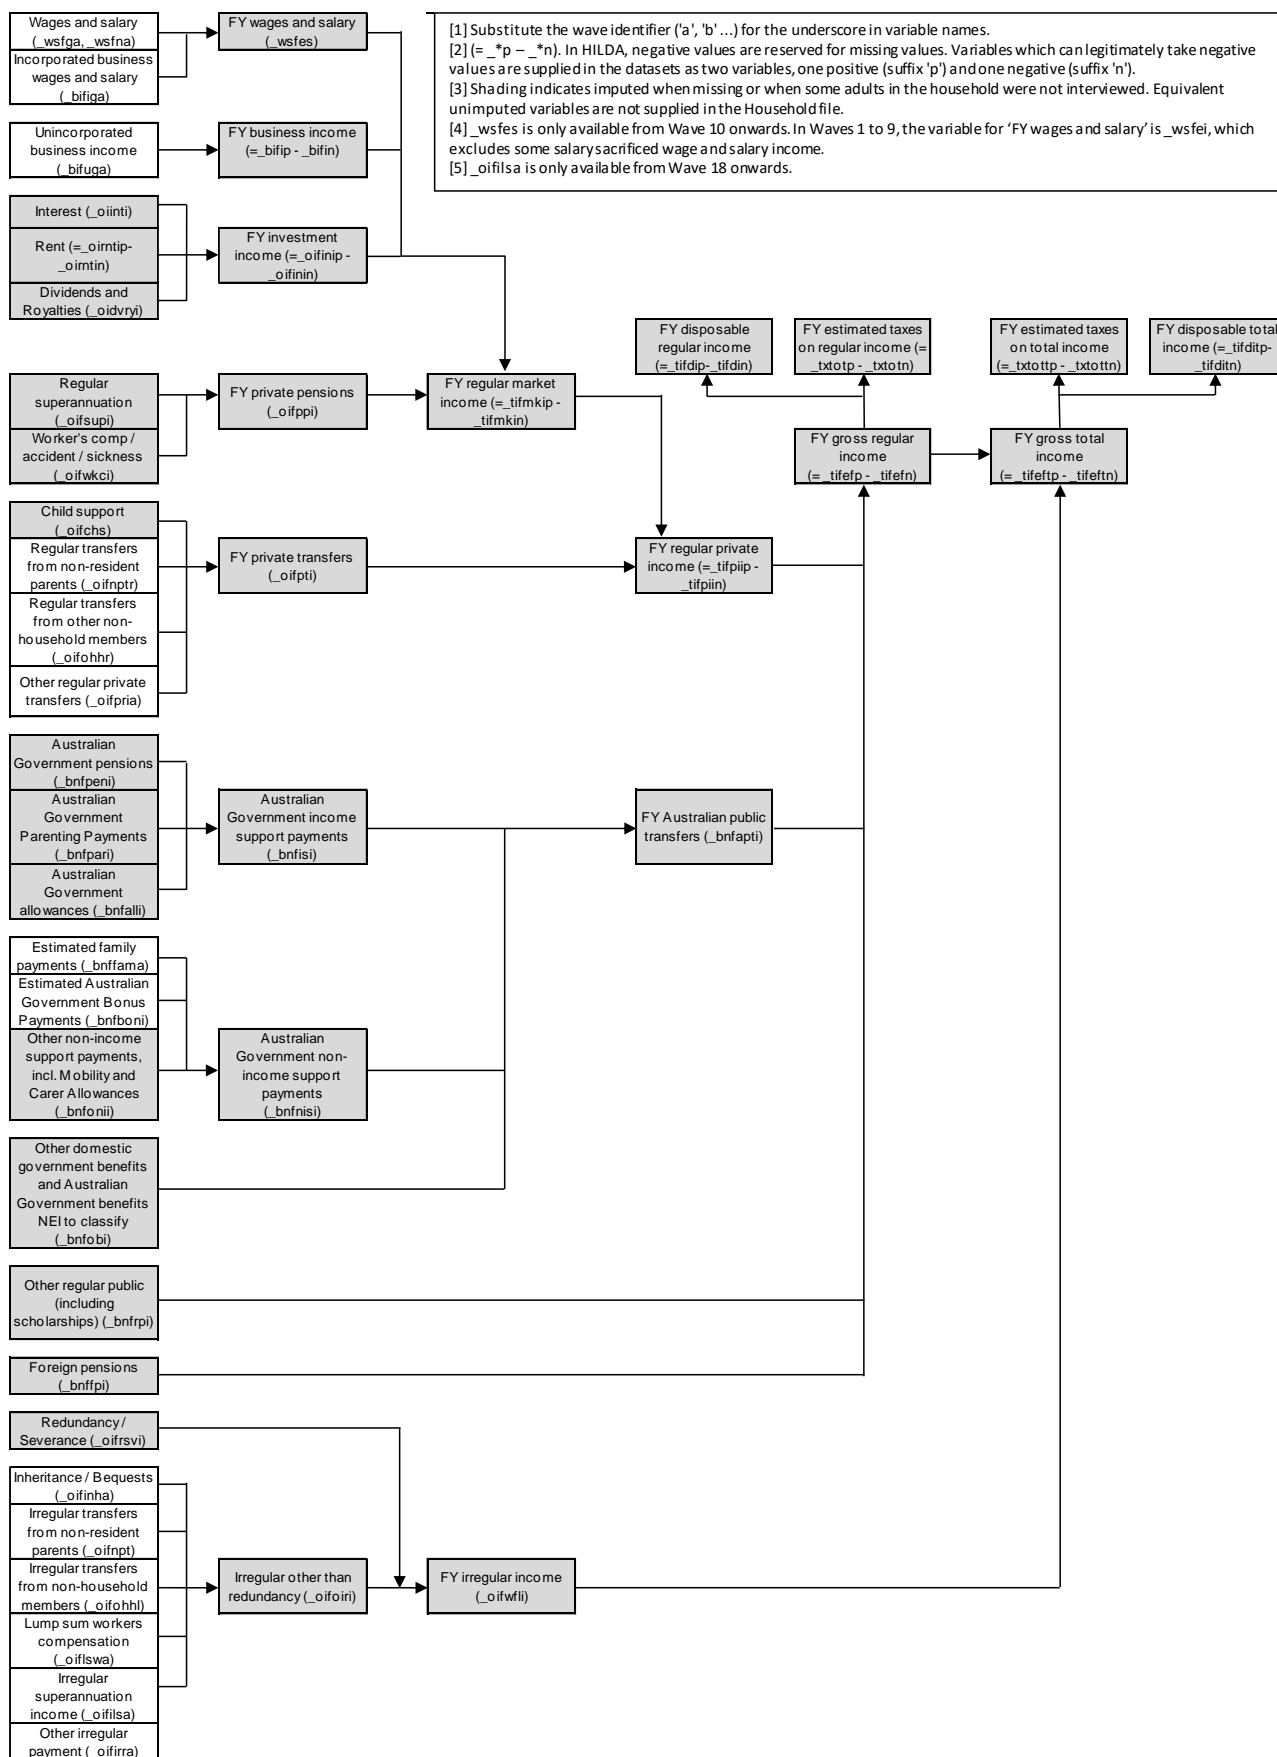 Wages and salary
(_wsfga, _wsfna)
Incorporated business
wages and salary
(_bifiga)
FY wages and salary
(_wsfes)
[1] Substitute the wave identifier ('a', 'b' ...) for the underscore in variable names.
[2] (= _*p – _*n). In HILDA, negative values are reserved for missing values. Variables which can legitimately take negative
values are supplied in the datasets as two variables, one positive (suffix 'p') and one negative (suffix 'n').
[3] Shading indicates imputed when missing or when some adults in the household were not interviewed. Equivalent
unimputed variables are not supplied in the Household file.
[4] _wsfes is only available from Wave 10 onwards. In Waves 1 to 9, the variable for ‘FY wages and salary’ is _wsfei, which
excludes some salary sacrificed wage and salary income.
[5] _oifilsa is only available from Wave 18 onwards.
Unincorporated
business income
(_bifuga)
FY business income
(=_bifip - _bifin)
Interest (_oiinti)
Rent (=_oirntip-
_oirntin)
Dividends and
Royalties (_oidvryi)
FY investment
income (=_oifinip -
_oifinin)
FY disposable
regular income
(=_tifdip-_tifdin)
FY estimated taxes
on regular income (=
_txtotp - _txtotn)
FY estimated taxes
on total income
(=_txtottp - _txtottn)
FY disposable total
income (=_tifditp-
_tifditn)
Regular
superannuation
(_oifsupi)
Worker's comp /
accident / sickness
(_oifwkci)
FY private pensions
(_oifppi)
FY regular market
income (=_tifmkip -
_tifmkin)
FY gross regular
income
(= _tifefp - _tifefn)
FY gross total
income
(= _tifeftp - _tifeftn)
Child support
(_oifchs)
Regular transfers
from non-resident
parents (_oifnptr)
Regular transfers
from other non-
household members
(_oifohhr)
Other regular private
transfers (_oifpria)
FY private transfers
(_oifpti)
FY regular private
income (=_tifpiip -
_tifpiin)
Australian
Government pensions
(_bnfpeni)
Australian
Government
Parenting Payments
(_bnfpari)
Australian
Government
allowances (_bnfalli)
Australian
Government income
support payments
(_bnfisi)
FY Australian public
transfers (_bnfapti)
Estimated family
payments (_bnffama)
Estimated Australian
Government Bonus
Payments (_bnfboni)
Other non-income
support payments,
incl. Mobility and
Carer Allowances
(_bnfonii)
Australian
Government non-
income support
payments
(_bnfnisi)
Other domestic
government benefits
and Australian
Government benefits
NEI to classify
(_bnfobi)
Other regular public
(including
scholarships) (_bnfrpi)
Foreign pensions
(_bnffpi)
Redundancy /
Severance (_oifrsvi)
Inheritance / Bequests
(_oifinha)
Irregular transfers
from non-resident
parents (_oifnpt)
Irregular transfers
from non-household
members (_oifohhl)
Lump sum workers
compensation
(_oiflswa)
Irregular
superannuation
income (_oifilsa)
Other irregular
payment (_oifirra)
Irregular other than
redundancy (_oifoiri)
FY irregular income
(_oifwfli)